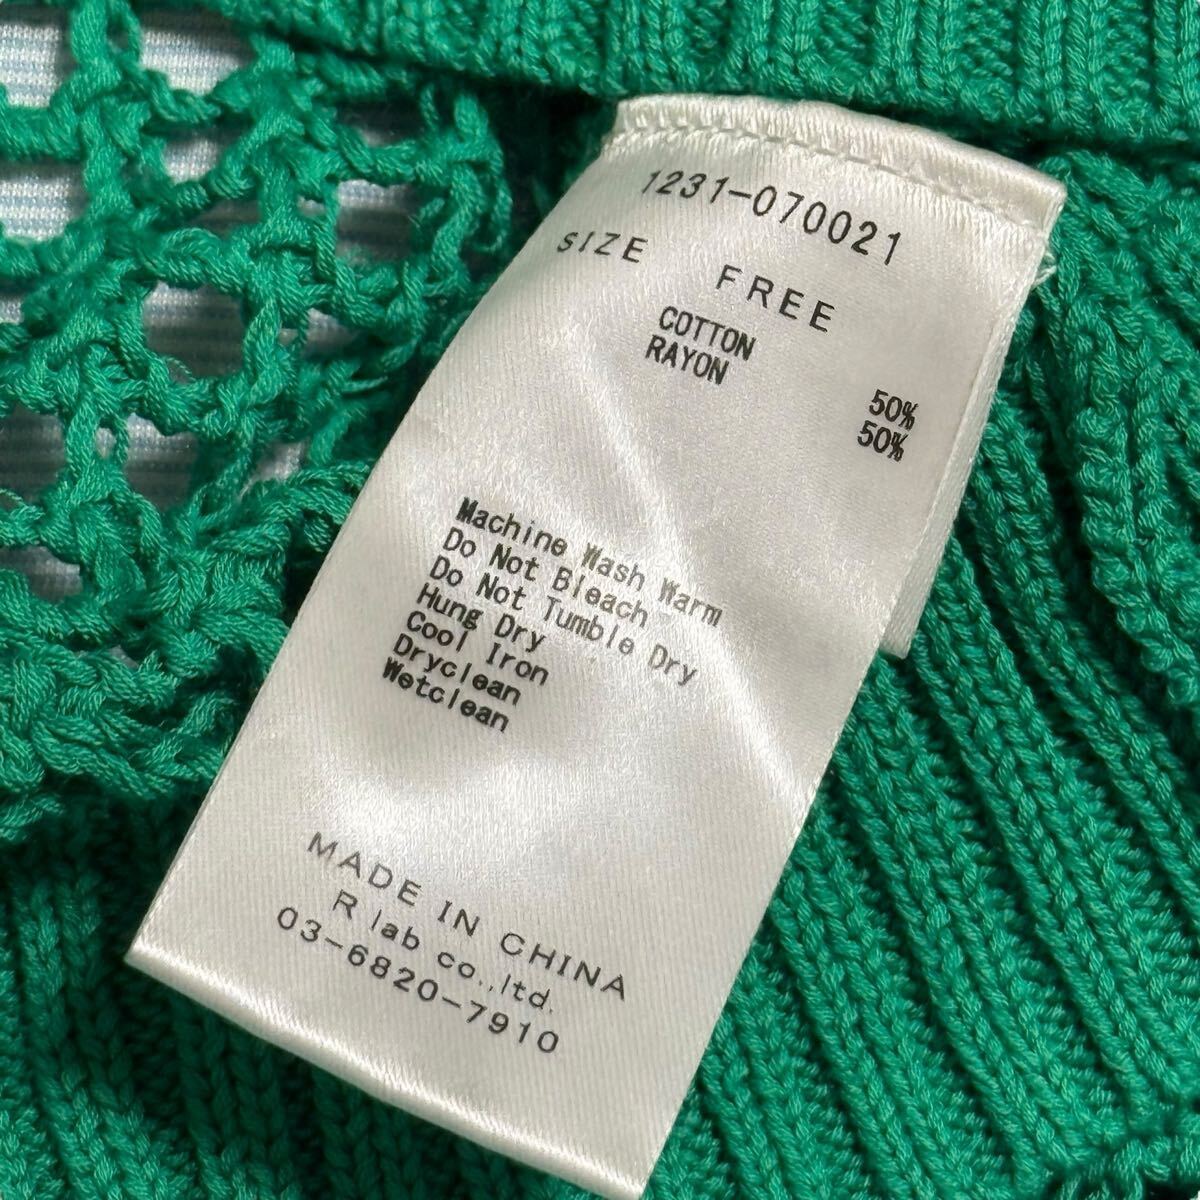 1231-070021
SIZE FREE
COTTON 50%
RAYON 50%
Machine Wash Warm
Do Not Bleach
Do Not Tumble Dry
Hung Dry
Cool Iron
Dryclean
Wetclean
MADE IN CHINA
R lab co.,ltd.
03-6820-7910